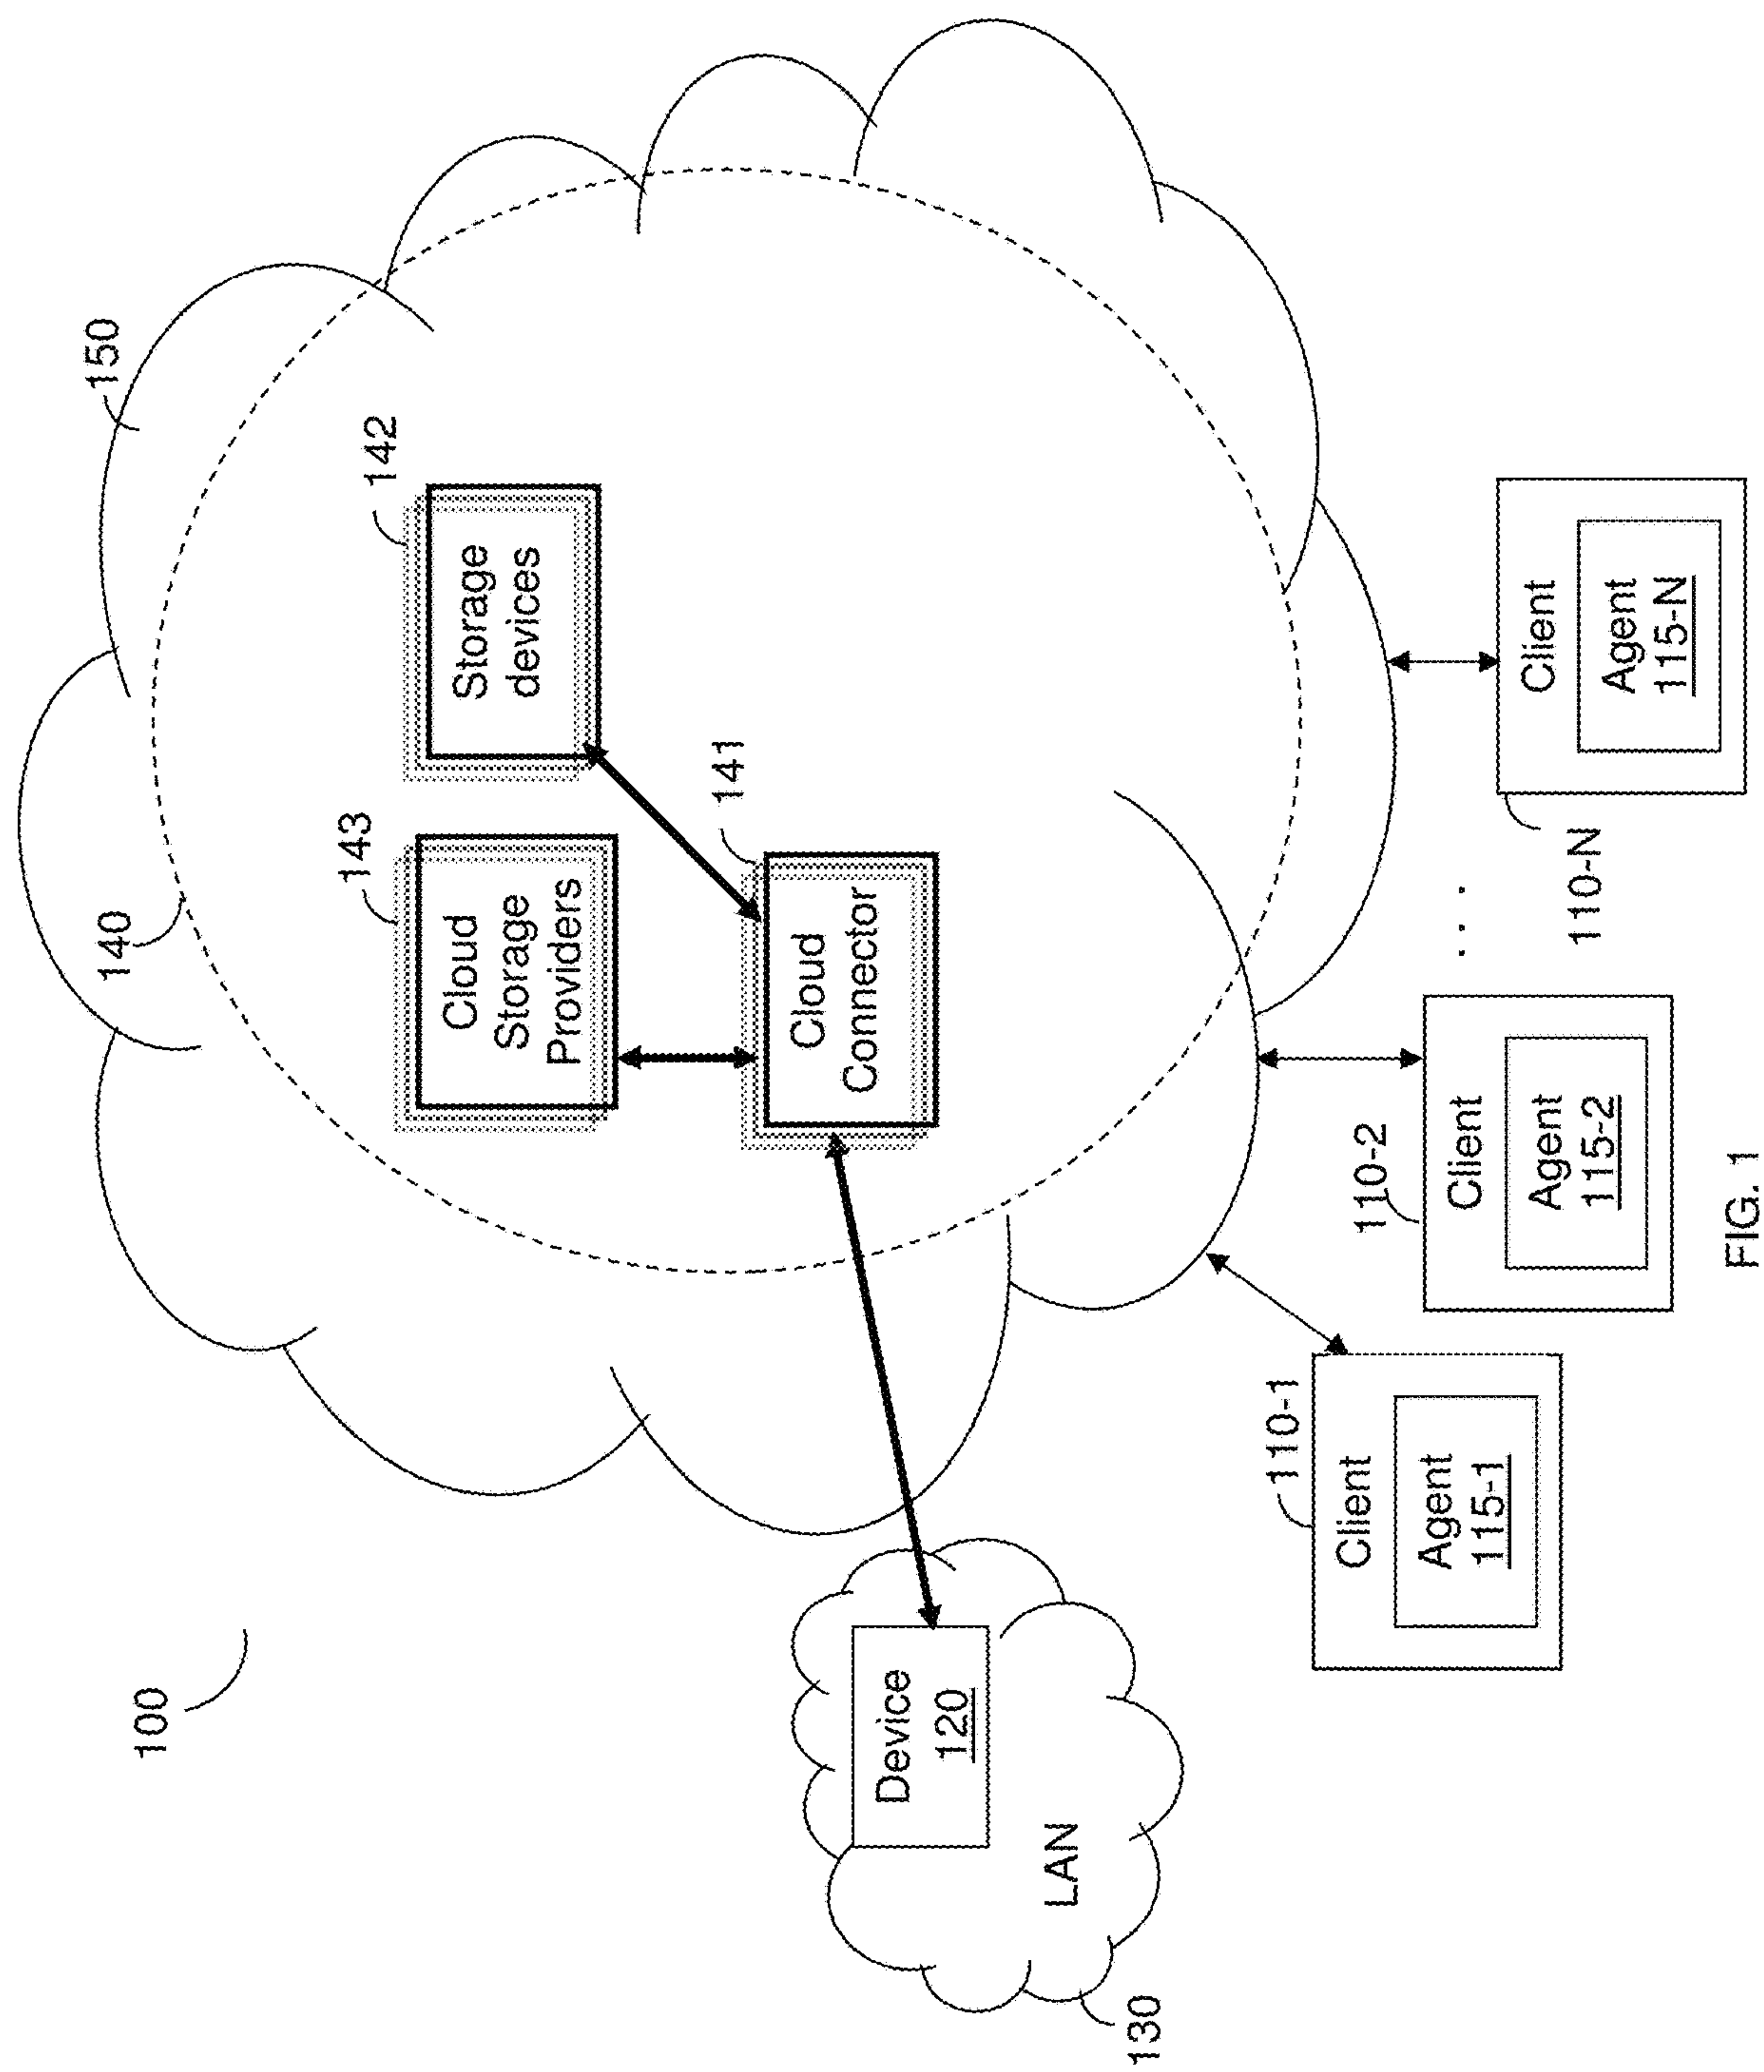 100
140
150
143
Cloud
Storage
Providers
142
Storage
devices
141
Cloud
Connector
Device
120
LAN
130
110-1
Client
Agent
115-1
110-2
Client
Agent
115-2
. . .
110-N
Client
Agent
115-N
FIG. 1